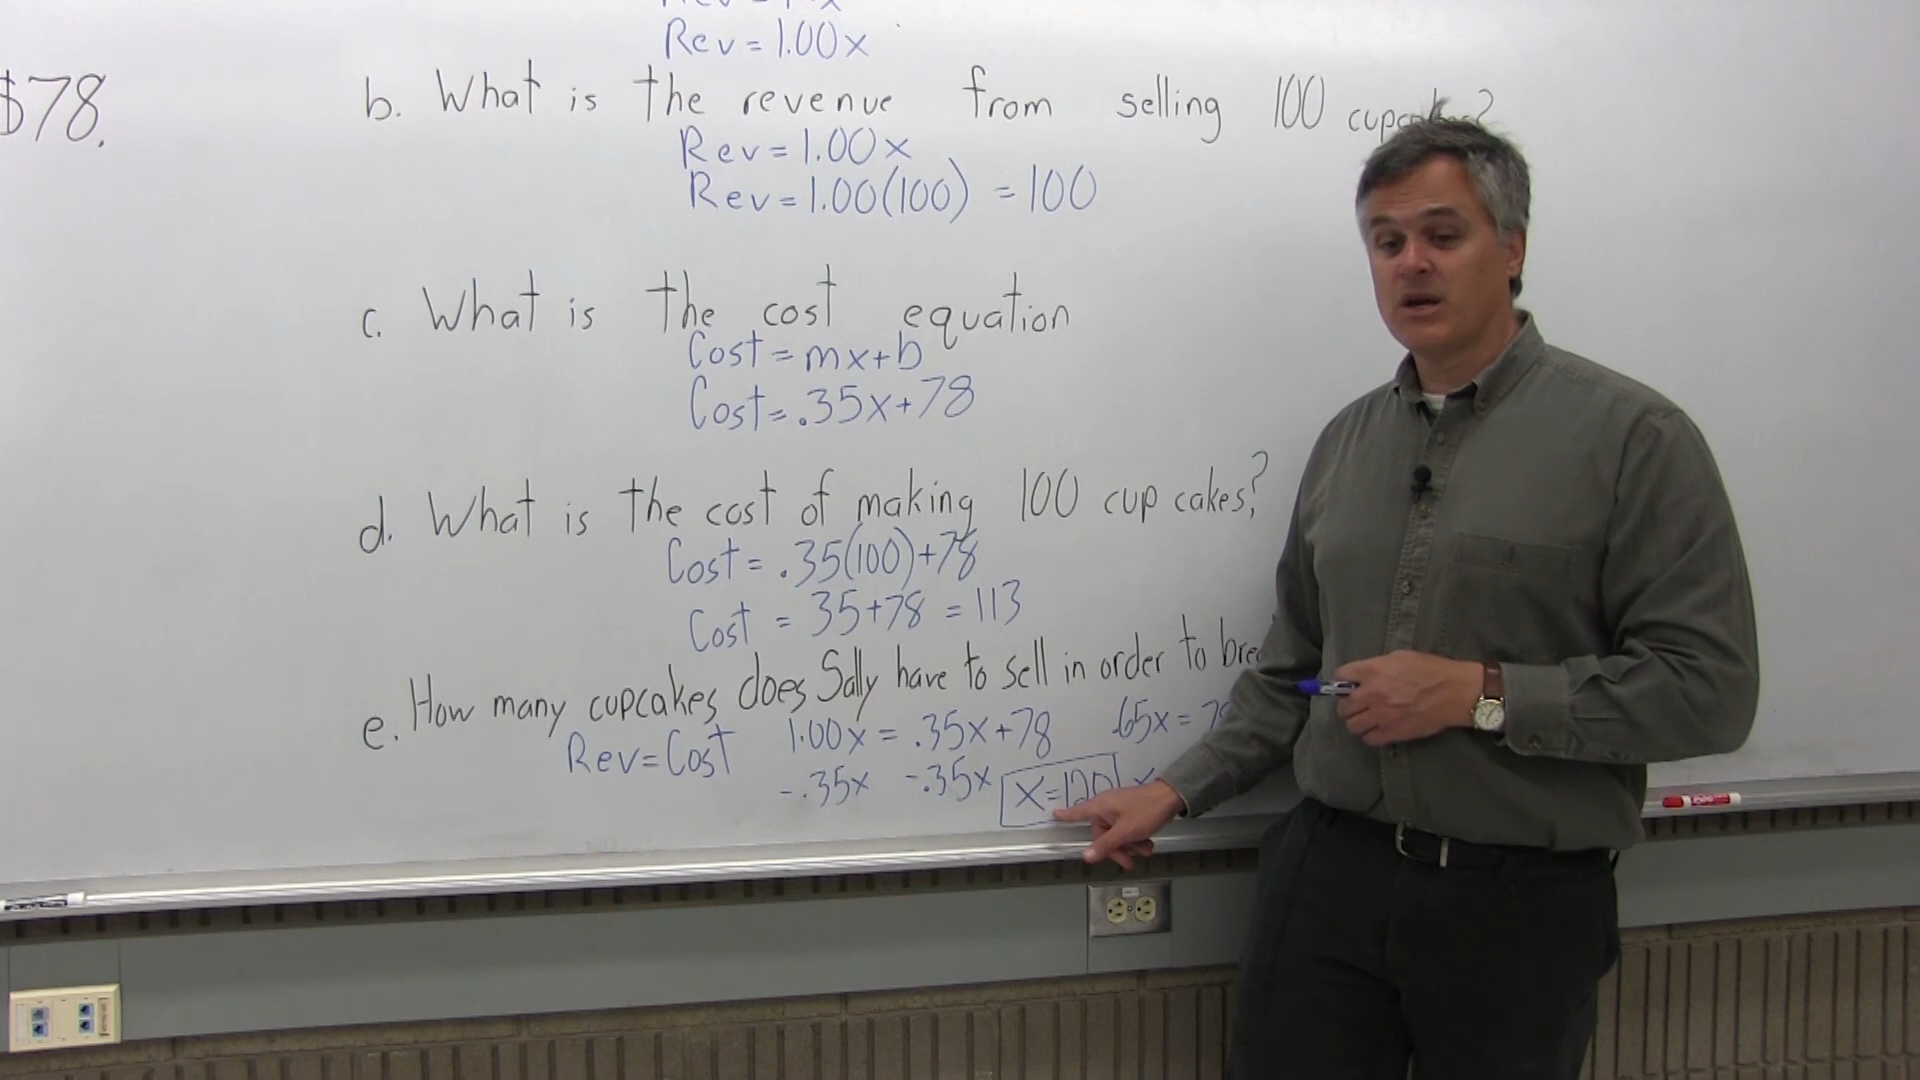 Rev = 1.00x
$78.
b. What is the revenue from selling 100 cupcakes?
Rev = 1.00x
Rev = 1.00(100) = 100
c. What is the cost equation
Cost = mx+b
Cost = .35x+78
d. What is the cost of making 100 cup cakes?
Cost = .35(100)+78
Cost = 35+78 = 113
e. How many cupcakes does Sally have to sell in order to
Rev=Cost 1.00x = .35x+78 .65x =
-.35x -.35x x=120